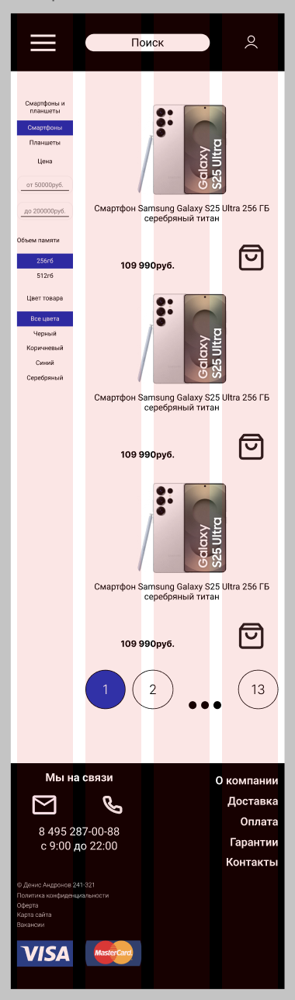 Поиск
Смартфоны и
планшеты
Смартфоны
Планшеты
Цена
от 50000руб.
до 200000руб.
Объем памяти
256гб
512гб
Цвет товара
Все цвета
Черный
Коричневый
Синий
Серебряный
Galaxy
S25 Ultra
Смартфон Samsung Galaxy S25 Ultra 256 ГБ
серебряный титан
109 990руб.
Galaxy
S25 Ultra
Смартфон Samsung Galaxy S25 Ultra 256 ГБ
серебряный титан
109 990руб.
Galaxy
S25 Ultra
Смартфон Samsung Galaxy S25 Ultra 256 ГБ
серебряный титан
109 990руб.
1
2
13
Мы на связи
8 495 287-00-88
с 9:00 до 22:00
О компании
Доставка
Оплата
Гарантии
Контакты
© Денис Андронов 241-321
Политика конфиденциальности
Оферта
Карта сайта
Вакансии
VISA
MasterCard